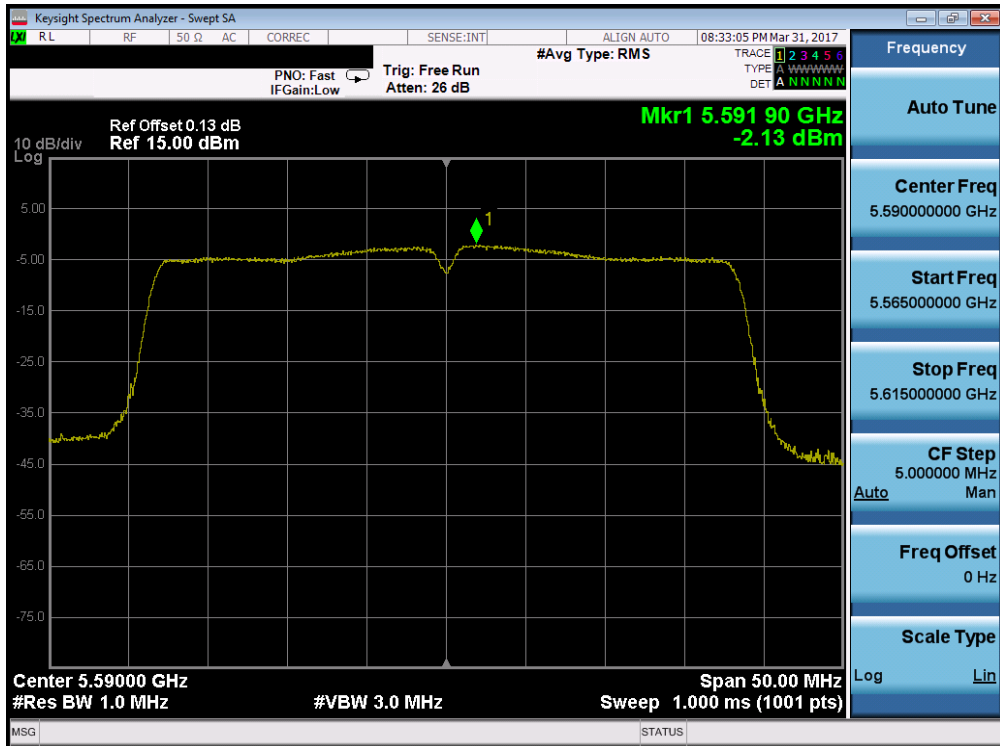 Keysight Spectrum Analyzer - Swept SA
LXI RL RF 50 Ω AC CORREC SENSE:INT ALIGN AUTO 08:33:05 PM Mar 31, 2017
#Avg Type: RMS TRACE 1 2 3 4 5 6
PNO: Fast Trig: Free Run TYPE A WWWWW
IFGain:Low Atten: 26 dB DET A N N N N N
Mkr1 5.591 90 GHz
-2.13 dBm
Ref Offset 0.13 dB
10 dB/div Ref 15.00 dBm
Log
1
5.00
-5.00
-15.0
-25.0
-35.0
-45.0
-55.0
-65.0
-75.0
Center 5.59000 GHz Span 50.00 MHz
#Res BW 1.0 MHz #VBW 3.0 MHz Sweep 1.000 ms (1001 pts)
MSG STATUS
Frequency
Auto Tune
Center Freq
5.590000000 GHz
Start Freq
5.565000000 GHz
Stop Freq
5.615000000 GHz
CF Step
5.000000 MHz
Auto Man
Freq Offset
0 Hz
Scale Type
Log Lin